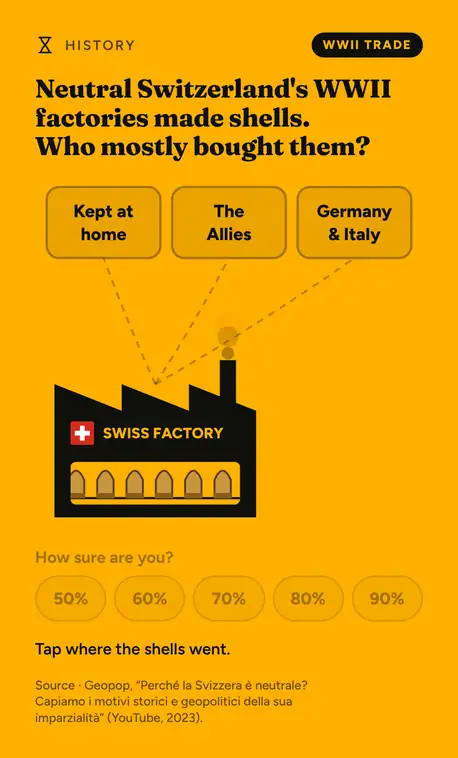 HISTORY
WWII TRADE
Neutral Switzerland's WWII
factories made shells.
Who mostly bought them?
Kept at
home
The
Allies
Germany
& Italy
SWISS FACTORY
How sure are you?
50%
60%
70%
80%
90%
Tap where the shells went.
Source · Geopop, “Perché la Svizzera è neutrale?
Capiamo i motivi storici e geopolitici della sua
imparzialità” (YouTube, 2023).